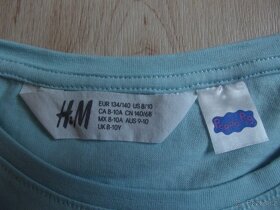 H&M
EUR 134/140 US 8/10
CA 8-10A CN 140/68
MX 8-10A AUS 9-10
UK 8-10Y
Peppa Pig